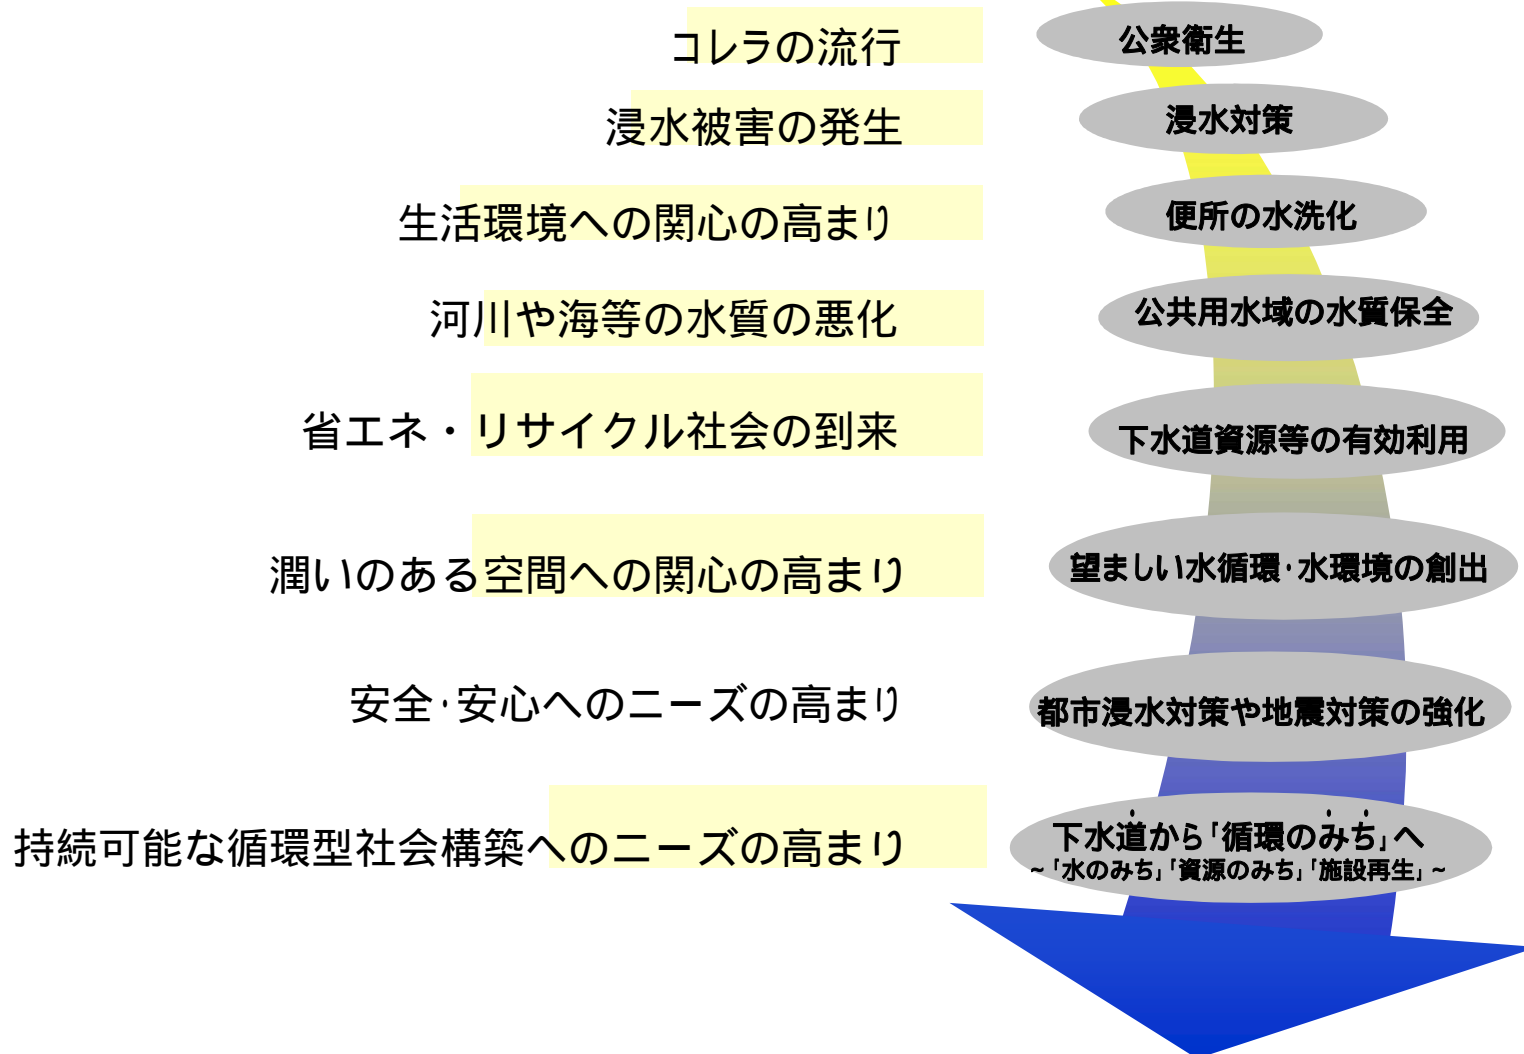 コレラの流行
公衆衛生
浸水被害の発生
浸水対策
生活環境への関心の高まり
便所の水洗化
河川や海等の水質の悪化
公共用水域の水質保全
省エネ・リサイクル社会の到来
下水道資源等の有効利用
潤いのある空間への関心の高まり
望ましい水循環･水環境の創出
安全･安心へのニーズの高まり
都市浸水対策や地震対策の強化
持続可能な循環型社会構築へのニーズの高まり
下水道から｢循環のみち｣へ
~｢水のみち｣｢資源のみち｣｢施設再生｣~